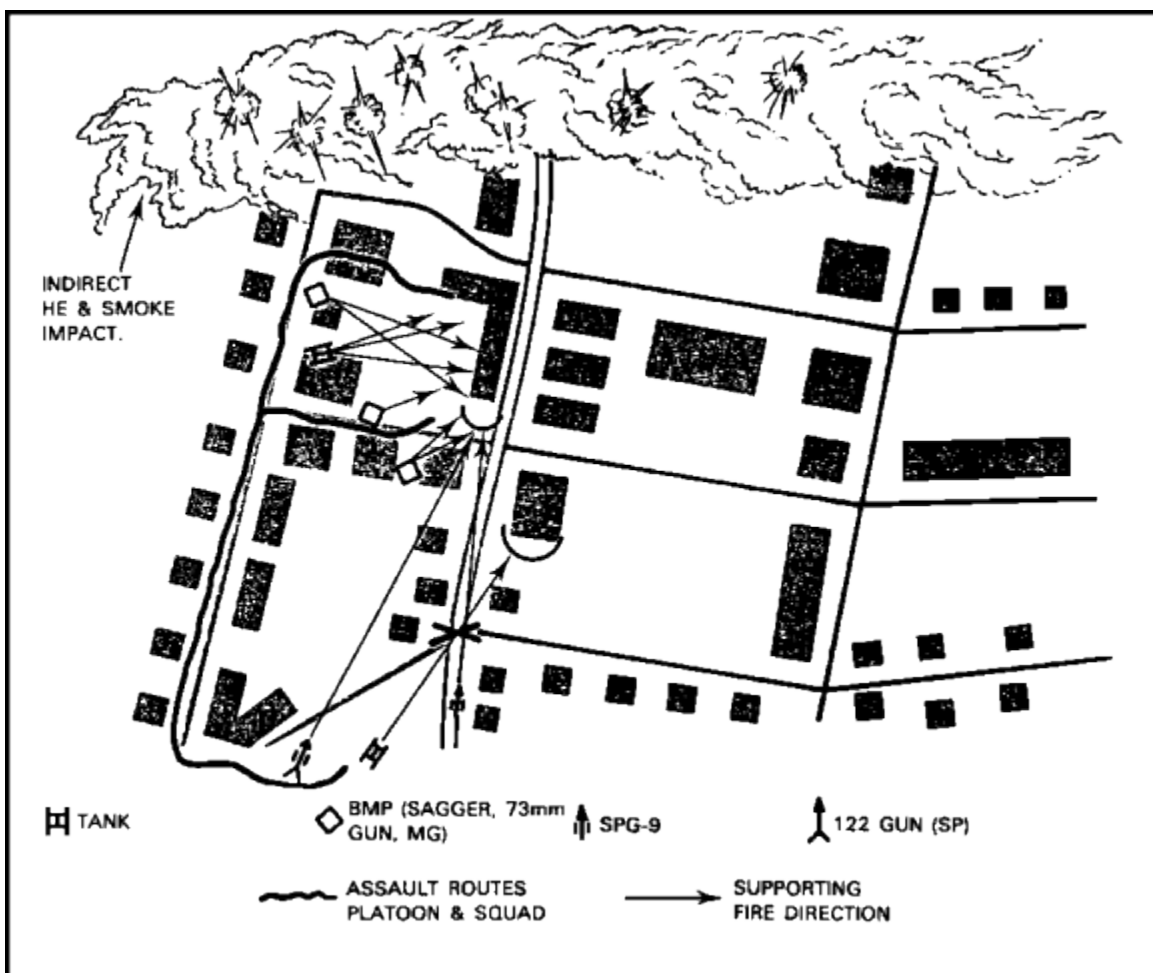 INDIRECT
HE & SMOKE
IMPACT.
TANK
BMP (SAGGER, 73mm
GUN, MG)
SPG-9
122 GUN (SP)
ASSAULT ROUTES
PLATOON & SQUAD
SUPPORTING
FIRE DIRECTION